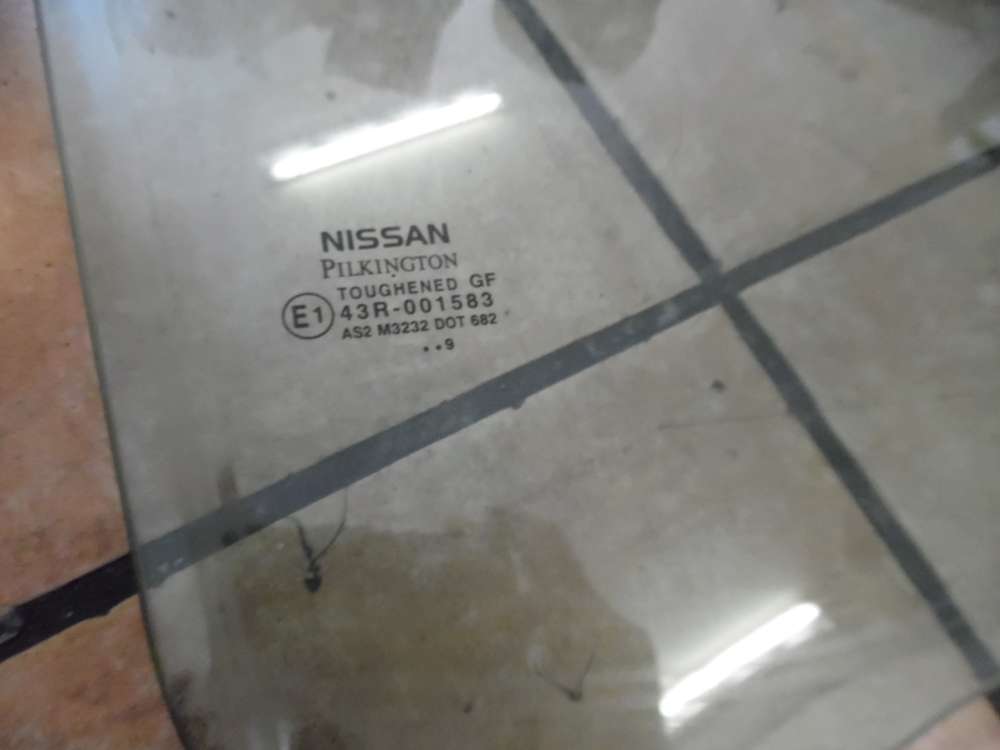 NISSAN
PILKINGTON
TOUGHENED GF
E1 43R-001583
AS2 M3232 DOT 682
..9